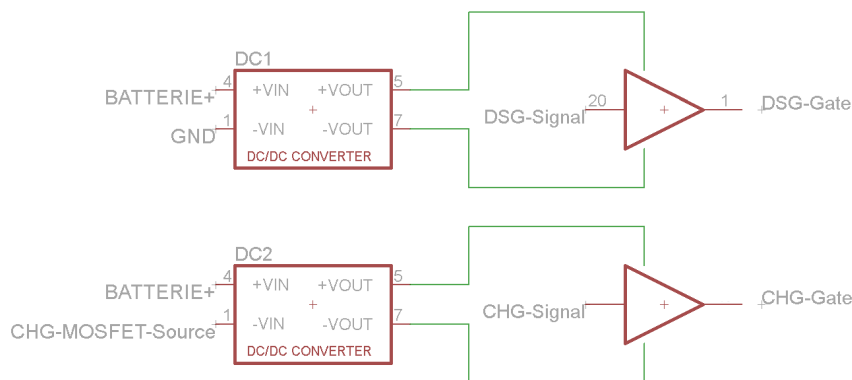 DC1
4 5
BATTERIE+ +VIN +VOUT
20 1
DSG-Signal DSG-Gate
1 7
GND -VIN -VOUT
DC/DC CONVERTER
DC2
4 5
BATTERIE+ +VIN +VOUT
CHG-Signal CHG-Gate
1 7
CHG-MOSFET-Source -VIN -VOUT
DC/DC CONVERTER